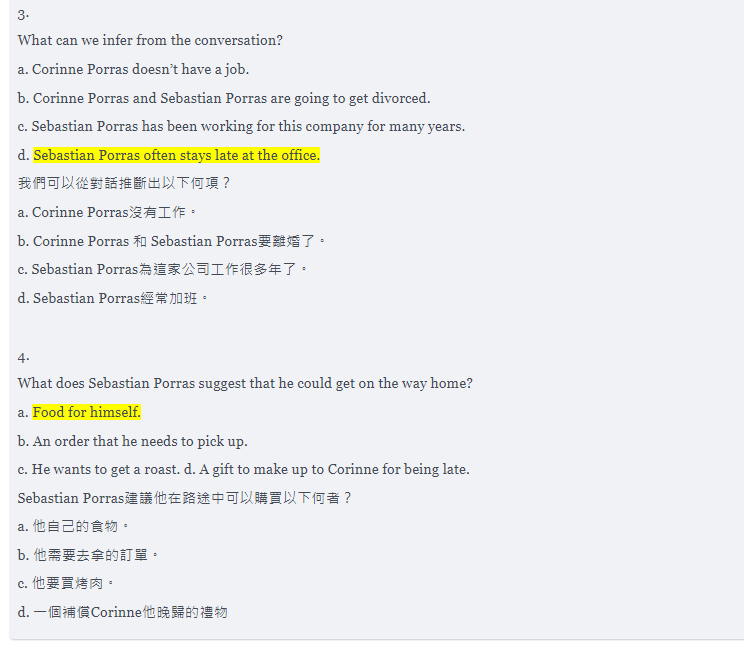 3.
What can we infer from the conversation?
a. Corinne Porras doesn’t have a job.
b. Corinne Porras and Sebastian Porras are going to get divorced.
c. Sebastian Porras has been working for this company for many years.
d. Sebastian Porras often stays late at the office.
我們可以從對話推斷出以下何項？
a. Corinne Porras沒有工作。
b. Corinne Porras 和 Sebastian Porras要離婚了。
c. Sebastian Porras為這家公司工作很多年了。
d. Sebastian Porras經常加班。
4.
What does Sebastian Porras suggest that he could get on the way home?
a. Food for himself.
b. An order that he needs to pick up.
c. He wants to get a roast. d. A gift to make up to Corinne for being late.
Sebastian Porras建議他在路途中可以購買以下何者？
a. 他自己的食物。
b. 他需要去拿的訂單。
c. 他要買烤肉。
d. 一個補償Corinne他晚歸的禮物